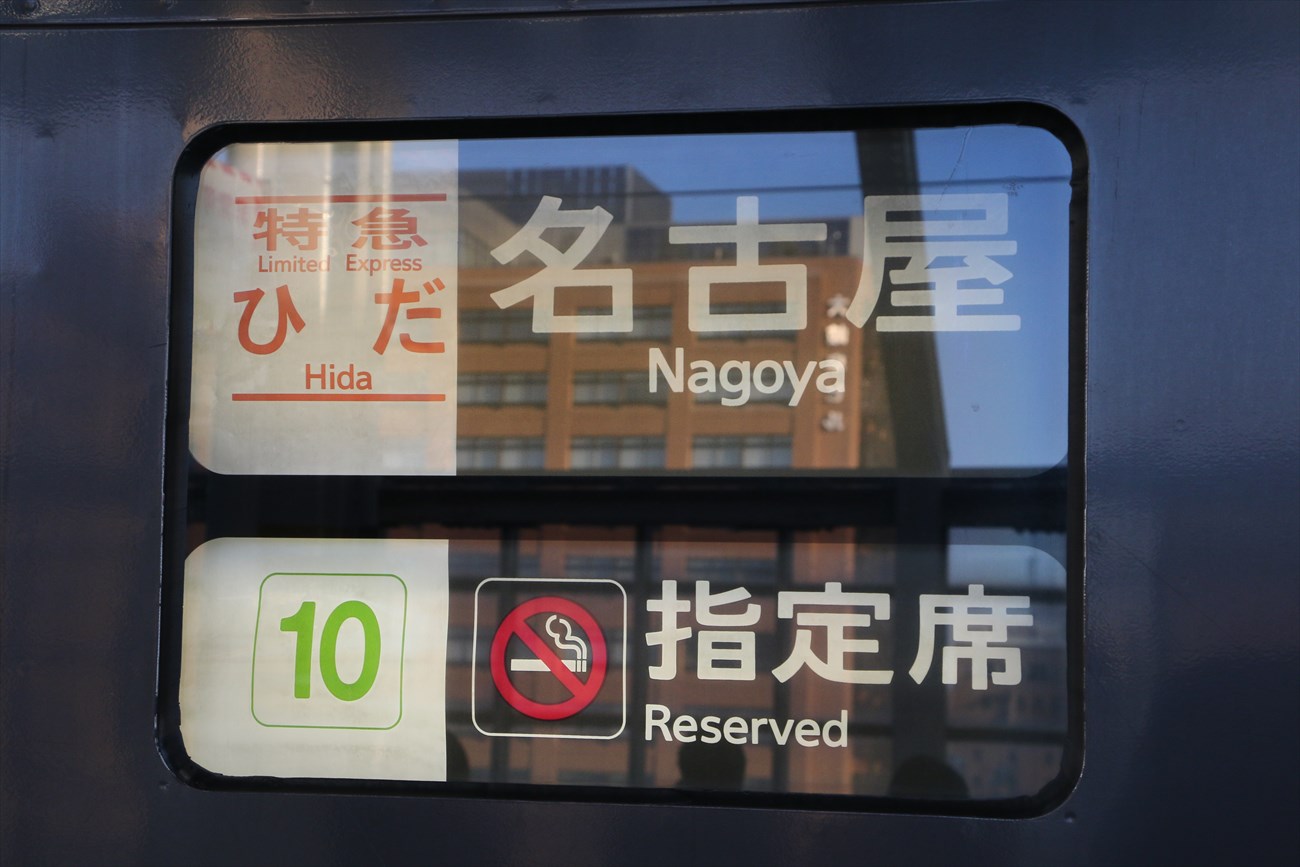 特急
Limited Express
ひだ
Hida
名古屋
Nagoya
10
指定席
Reserved